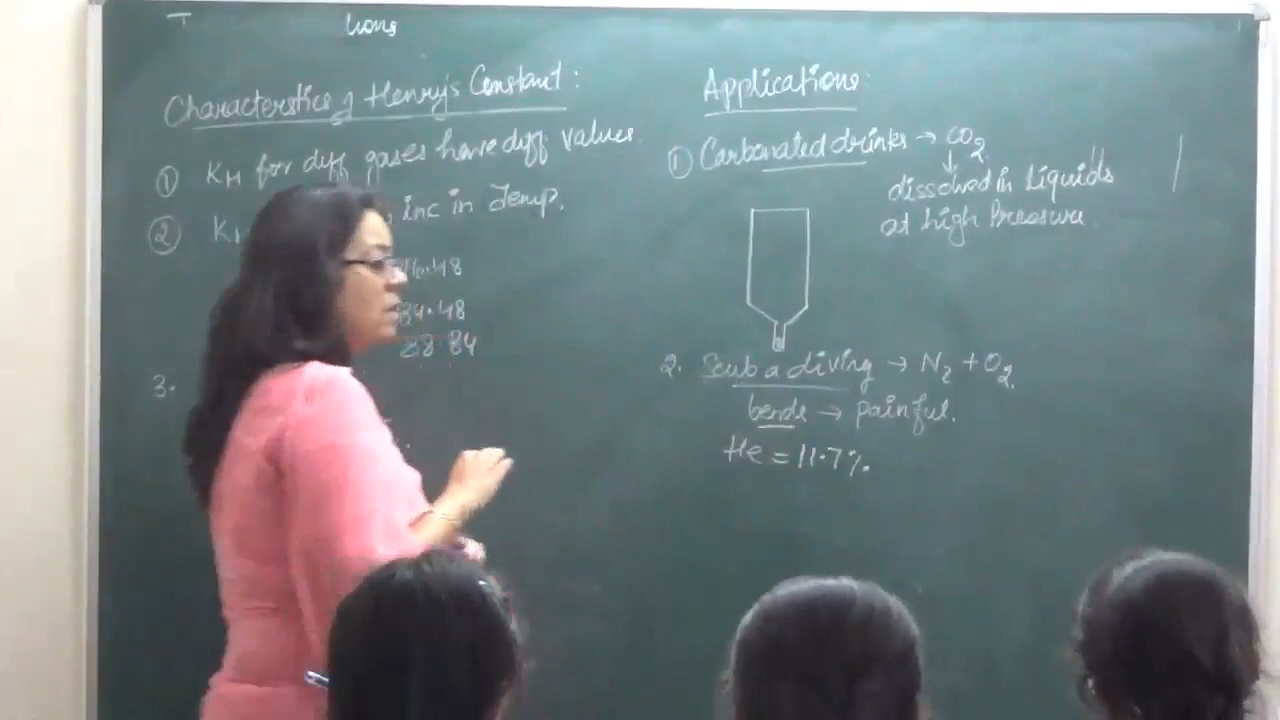 Characterstics of Henry's Constant:
① KH for diff gases have diff values.
② K inc in Temp.
48
84.48
88 84
3.
Applications:
① Carbonated drinks → CO2
↓
dissolved in Liquids
at high Pressure.
2. Scuba diving → N2 + O2.
bends → painful.
He = 11.7%.